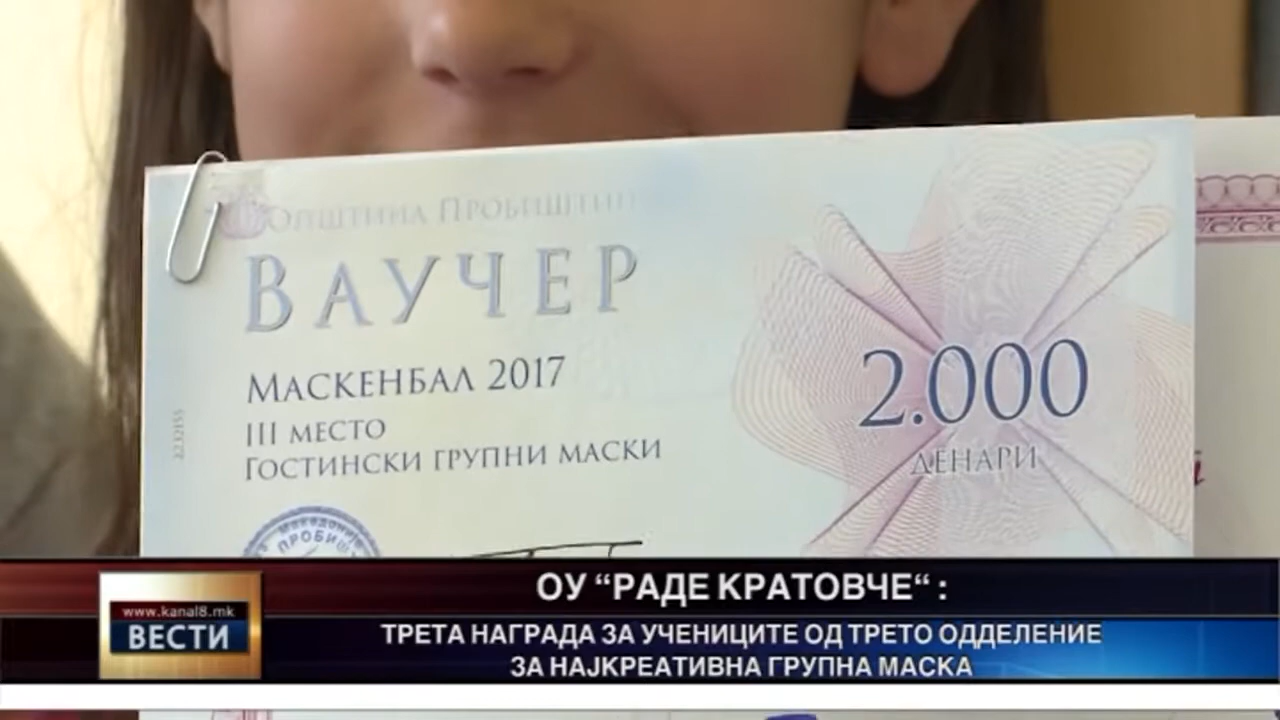 ОПШТИНА ПРОБИШТИП
ВАУЧЕР
МАСКЕНБАЛ 2017
III МЕСТО
ГОСТИНСКИ ГРУПНИ МАСКИ
2.000
ДЕНАРИ
ОУ “РАДЕ КРАТОВЧЕ“ :
ТРЕТА НАГРАДА ЗА УЧЕНИЦИТЕ ОД ТРЕТО ОДДЕЛЕНИЕ
ЗА НАЈКРЕАТИВНА ГРУПНА МАСКА
www.kanal8.mk
ВЕСТИ